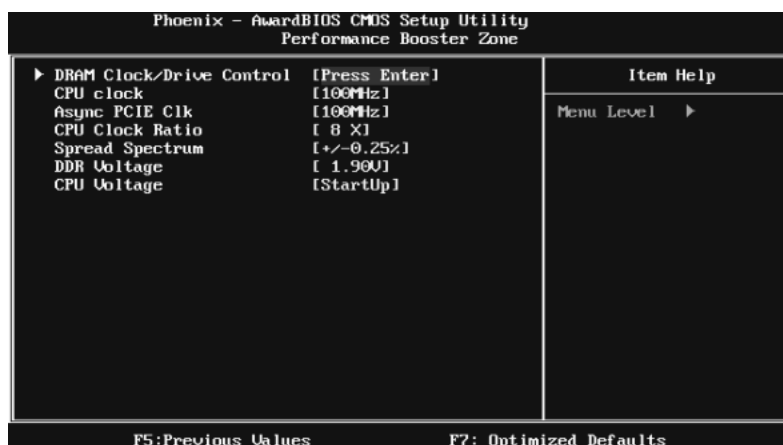 Phoenix - AwardBIOS CMOS Setup Utility
Performance Booster Zone
DRAM Clock/Drive Control [Press Enter]
CPU clock [100MHz]
Async PCIE Clk [100MHz]
CPU Clock Ratio [ 8 X]
Spread Spectrum [+/-0.25%]
DDR Voltage [ 1.90V]
CPU Voltage [StartUp]
Item Help
Menu Level
F5:Previous Values F7: Optimized Defaults